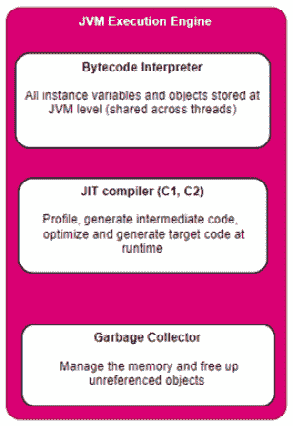 JVM Execution Engine
Bytecode Interpreter
All instance variables and objects stored at
JVM level (shared across threads)
JIT compiler (C1, C2)
Profile, generate intermediate code,
optimize and generate target code at
runtime
Garbage Collector
Manage the memory and free up
unreferenced objects